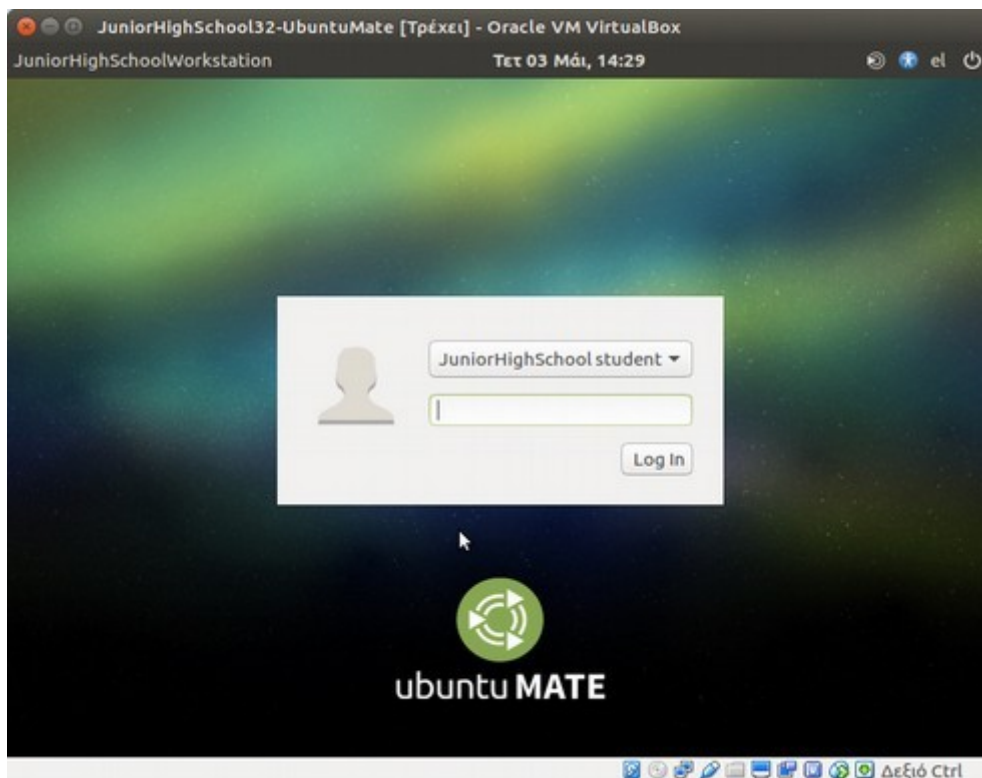 JuniorHighSchool32-UbuntuMate [Τρέχει] - Oracle VM VirtualBox
JuniorHighSchoolWorkstation Τετ 03 Μάι, 14:29 el
JuniorHighSchool student
Log In
ubuntu MATE
Δεξιό Ctrl